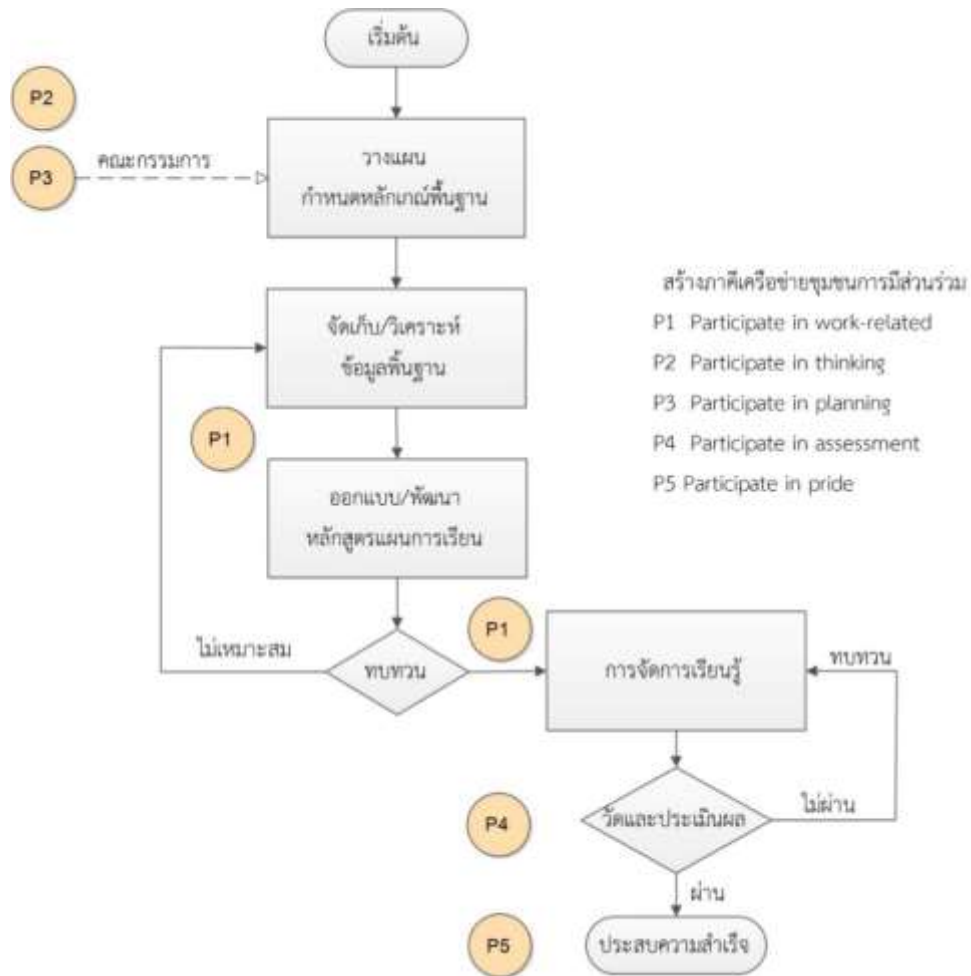 เริ่มต้น
P2
P3
คณะกรรมการ
วางแผน
กำหนดหลักเกณฑ์พื้นฐาน
จัดเก็บ/วิเคราะห์
ข้อมูลพื้นฐาน
P1
ออกแบบ/พัฒนา
หลักสูตรแผนการเรียน
ไม่เหมาะสม
ทบทวน
P1
การจัดการเรียนรู้
ทบทวน
P4
วัดและประเมินผล
ไม่ผ่าน
ผ่าน
P5
ประสบความสำเร็จ
สร้างภาคีเครือข่ายชุมชนการมีส่วนร่วม
P1 Participate in work-related
P2 Participate in thinking
P3 Participate in planning
P4 Participate in assessment
P5 Participate in pride